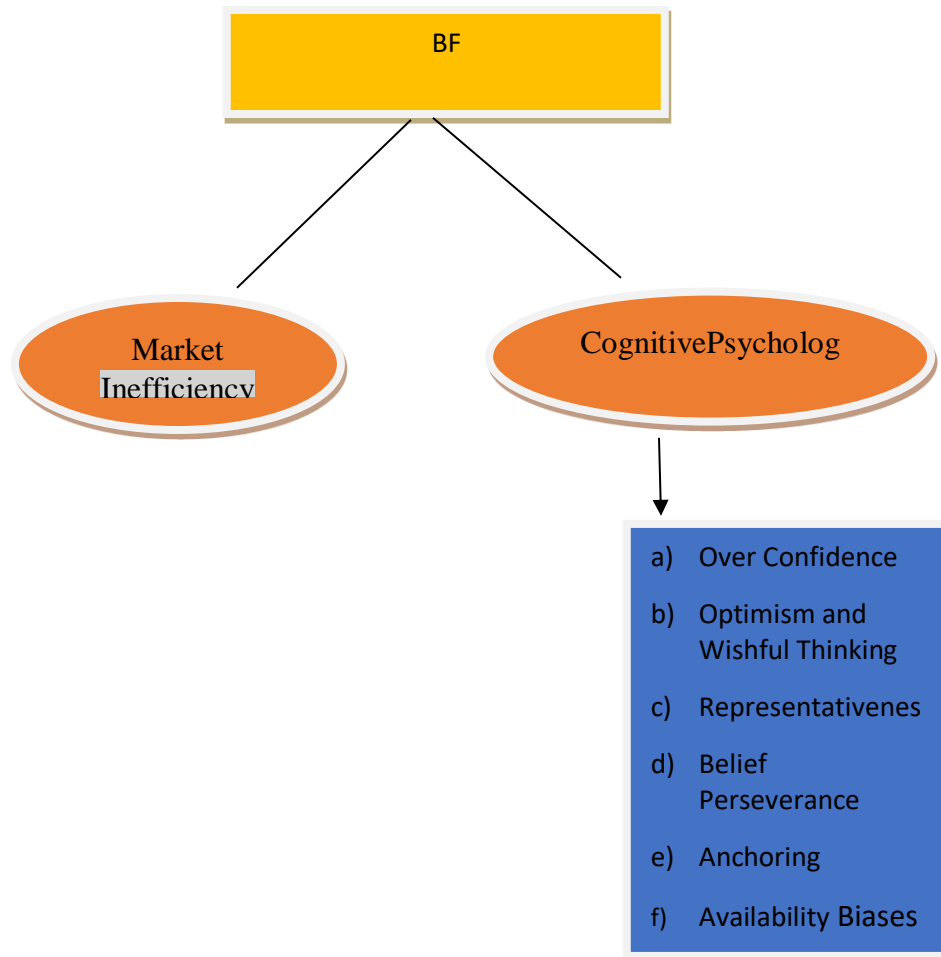 BF
Market
Inefficiency
CognitivePsycholog
a) Over Confidence
b) Optimism and
Wishful Thinking
c) Representativenes
d) Belief
Perseverance
e) Anchoring
f) Availability Biases